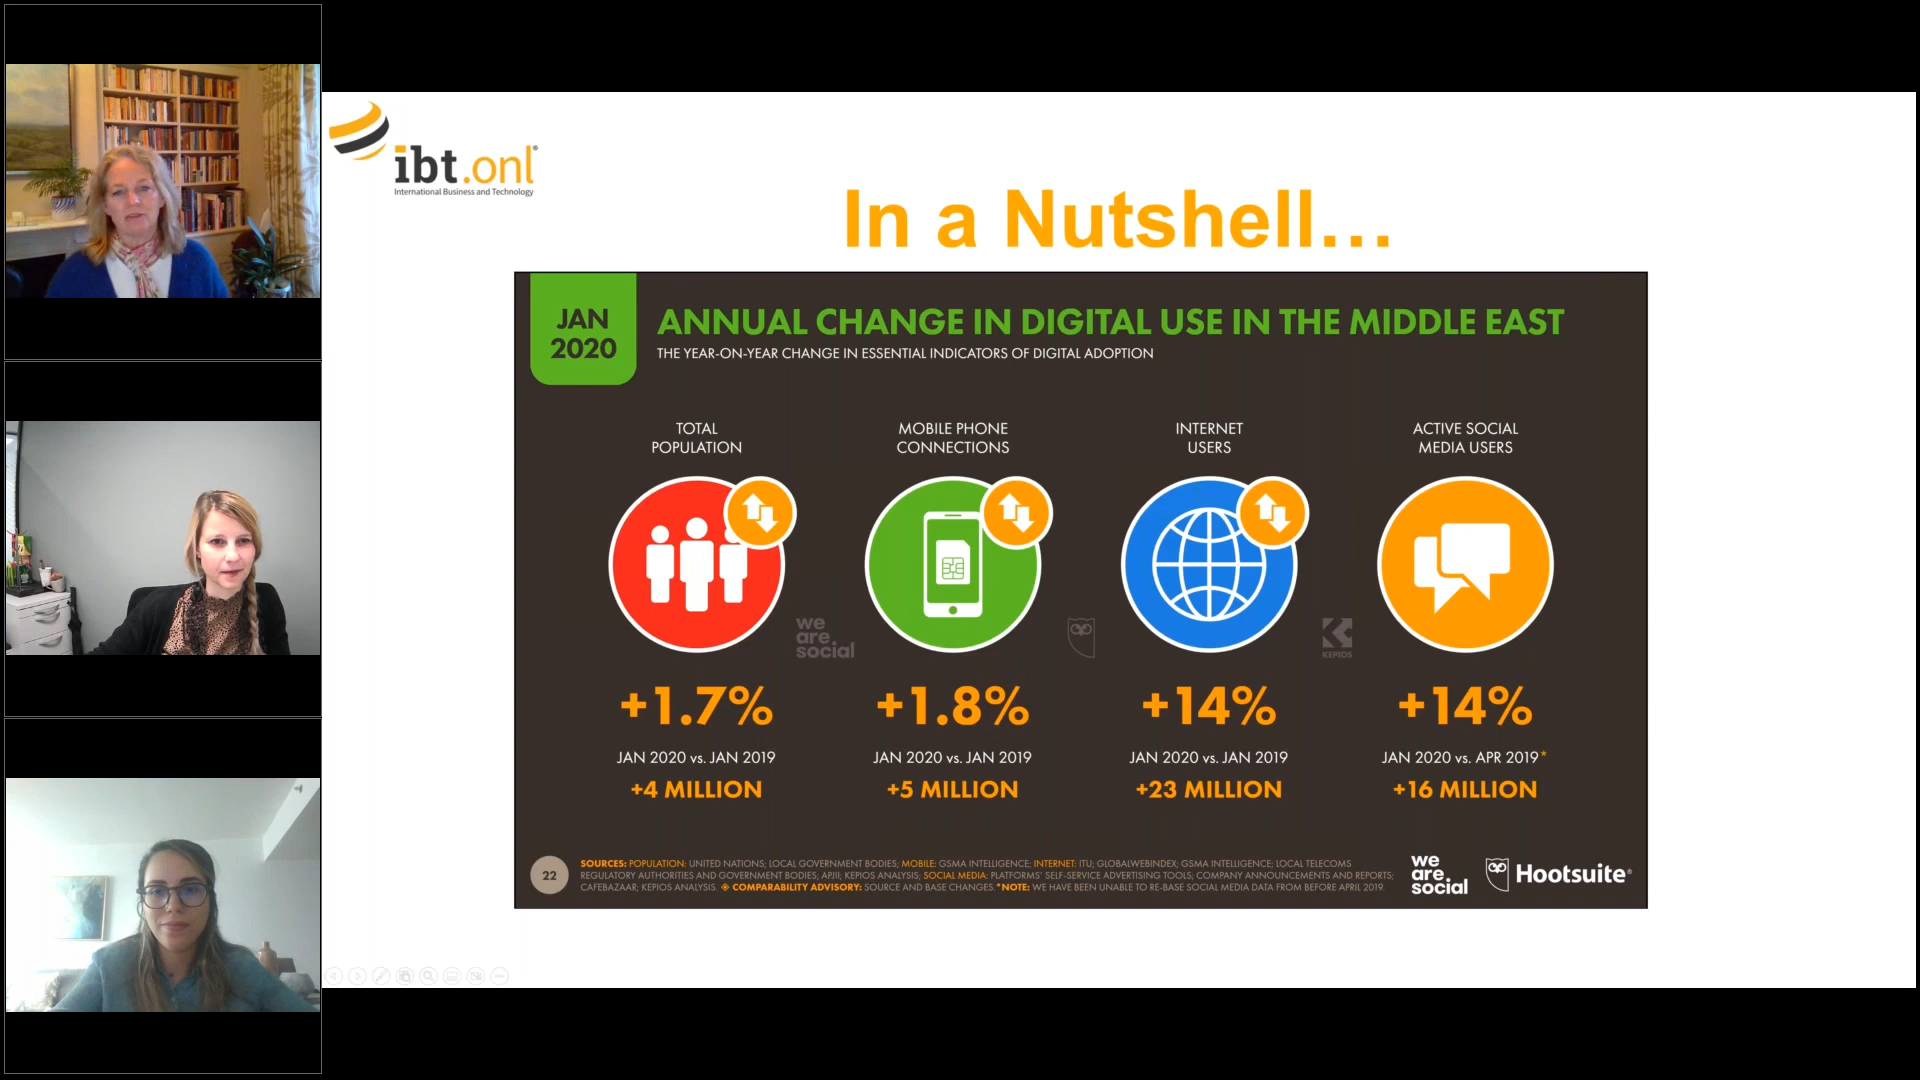 ibt.onl®
International Business and Technology
In a Nutshell...
JAN
2020
ANNUAL CHANGE IN DIGITAL USE IN THE MIDDLE EAST
THE YEAR-ON-YEAR CHANGE IN ESSENTIAL INDICATORS OF DIGITAL ADOPTION
TOTAL
POPULATION
MOBILE PHONE
CONNECTIONS
INTERNET
USERS
ACTIVE SOCIAL
MEDIA USERS
we
are
social
KEPIOS
+1.7%
+1.8%
+14%
+14%
JAN 2020 vs. JAN 2019
JAN 2020 vs. JAN 2019
JAN 2020 vs. JAN 2019
JAN 2020 vs. APR 2019*
+4 MILLION
+5 MILLION
+23 MILLION
+16 MILLION
22
SOURCES: POPULATION: UNITED NATIONS; LOCAL GOVERNMENT BODIES; MOBILE: GSMA INTELLIGENCE; INTERNET: ITU; GLOBALWEBINDEX; GSMA INTELLIGENCE; LOCAL TELECOMS
REGULATORY AUTHORITIES AND GOVERNMENT BODIES, APJII; KEPIOS ANALYSIS; SOCIAL MEDIA: PLATFORMS' SELF-SERVICE ADVERTISING TOOLS; COMPANY ANNOUNCEMENTS AND REPORTS;
CAFEBAZAAR; KEPIOS ANALYSIS. ◈ COMPARABILITY ADVISORY: SOURCE AND BASE CHANGES. *NOTE: WE HAVE BEEN UNABLE TO RE-BASE SOCIAL MEDIA DATA FROM BEFORE APRIL 2019.
we
are
social
Hootsuite®